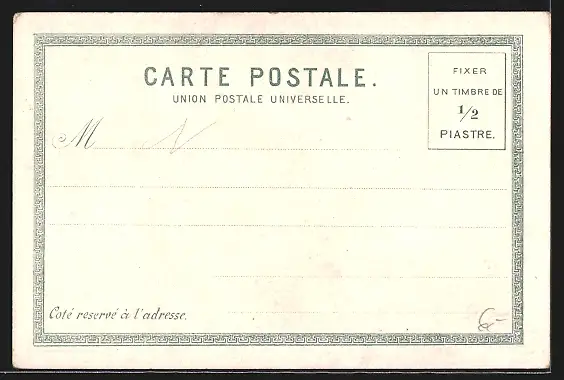 CARTE POSTALE.
UNION POSTALE UNIVERSELLE.
FIXER
UN TIMBRE DE
1/2
PIASTRE.
M
Coté reservé à l'adresse.